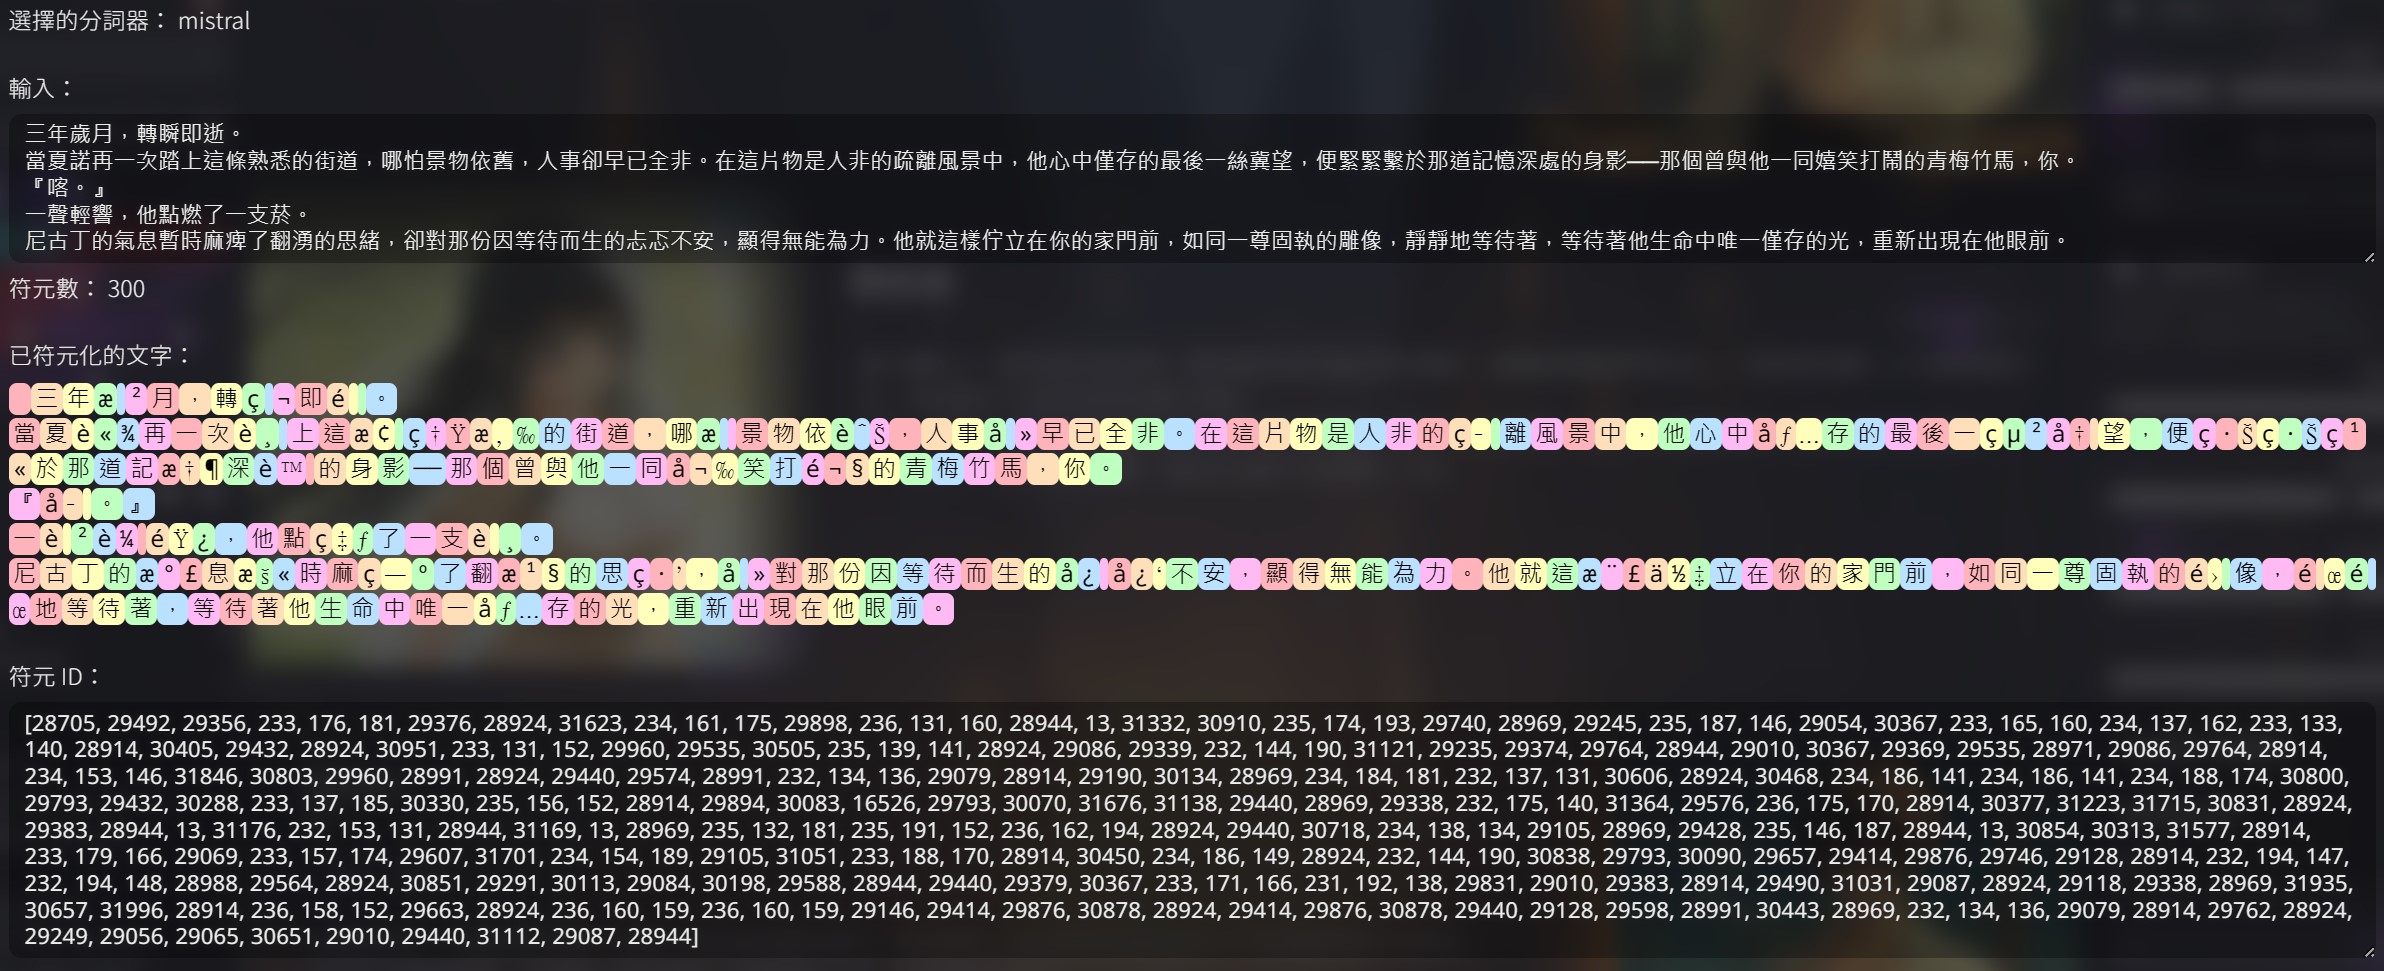 選擇的分詞器： mistral
輸入：
三年歲月，轉瞬即逝。
當夏諾再一次踏上這條熟悉的街道，哪怕景物依舊，人事卻早已全非。在這片物是人非的疏離風景中，他心中僅存的最後一絲冀望，便緊緊繫於那道記憶深處的身影——那個曾與他一同嬉笑打鬧的青梅竹馬，你。
『喀。』
一聲輕響，他點燃了一支菸。
尼古丁的氣息暫時麻痺了翻湧的思緒，卻對那份因等待而生的忐忑不安，顯得無能為力。他就這樣佇立在你的家門前，如同一尊固執的雕像，靜靜地等待著，等待著他生命中唯一僅存的光，重新出現在他眼前。
符元數： 300
已符元化的文字：
三年æ²月，轉ç¬即é。
當夏è«¾再一次è¸上這æ¢ç†Ÿæ‚‰的街道，哪æ景物依èˆŠ，人事å»早已全非。在這片物是人非的ç–離風景中，他心中åƒ…存的最後一çµ²å†望，便ç·Šç·Šç¹
«於那道記æ†¶深è™的身影──那個曾與他一同å¬‰笑打é¬§的青梅竹馬，你。
『å–。』
一è²è¼éŸ¿，他點ç‡ƒ了一支è¸。
尼古丁的æ°£息æš«時麻ç—º了翻æ¹§的思ç·’，å»對那份因等待而生的å¿å¿‘不安，顯得無能為力。他就這æ¨£ä½‡立在你的家門前，如同一尊固執的é›像，éœé
œ地等待著，等待著他生命中唯一åƒ…存的光，重新出現在他眼前。
符元 ID：
[28705, 29492, 29356, 233, 176, 181, 29376, 28924, 31623, 234, 161, 175, 29898, 236, 131, 160, 28944, 13, 31332, 30910, 235, 174, 193, 29740, 28969, 29245, 235, 187, 146, 29054, 30367, 233, 165, 160, 234, 137, 162, 233, 133,
140, 28914, 30405, 29432, 28924, 30951, 233, 131, 152, 29960, 29535, 30505, 235, 139, 141, 28924, 29086, 29339, 232, 144, 190, 31121, 29235, 29374, 29764, 28944, 29010, 30367, 29369, 29535, 28971, 29086, 29764, 28914,
234, 153, 146, 31846, 30803, 29960, 28991, 28924, 29440, 29574, 28991, 232, 134, 136, 29079, 28914, 29190, 30134, 28969, 234, 184, 181, 232, 137, 131, 30606, 28924, 30468, 234, 186, 141, 234, 186, 141, 234, 188, 174, 30800,
29793, 29432, 30288, 233, 137, 185, 30330, 235, 156, 152, 28914, 29894, 30083, 16526, 29793, 30070, 31676, 31138, 29440, 28969, 29338, 232, 175, 140, 31364, 29576, 236, 175, 170, 28914, 30377, 31223, 31715, 30831, 28924,
29383, 28944, 13, 31176, 232, 153, 131, 28944, 31169, 13, 28969, 235, 132, 181, 235, 191, 152, 236, 162, 194, 28924, 29440, 30718, 234, 138, 134, 29105, 28969, 29428, 235, 146, 187, 28944, 13, 30854, 30313, 31577, 28914,
233, 179, 166, 29069, 233, 157, 174, 29607, 31701, 234, 154, 189, 29105, 31051, 233, 188, 170, 28914, 30450, 234, 186, 149, 28924, 232, 144, 190, 30838, 29793, 30090, 29657, 29414, 29876, 29746, 29128, 28914, 232, 194, 147,
232, 194, 148, 28988, 29564, 28924, 30851, 29291, 30113, 29084, 30198, 29588, 28944, 29440, 29379, 30367, 233, 171, 166, 231, 192, 138, 29831, 29010, 29383, 28914, 29490, 31031, 29087, 28924, 29118, 29338, 28969, 31935,
30657, 31996, 28914, 236, 158, 152, 29663, 28924, 236, 160, 159, 236, 160, 159, 29146, 29414, 29876, 30878, 28924, 29414, 29876, 30878, 29440, 29128, 29598, 28991, 30443, 28969, 232, 134, 136, 29079, 28914, 29762, 28924,
29249, 29056, 29065, 30651, 29010, 29440, 31112, 29087, 28944]